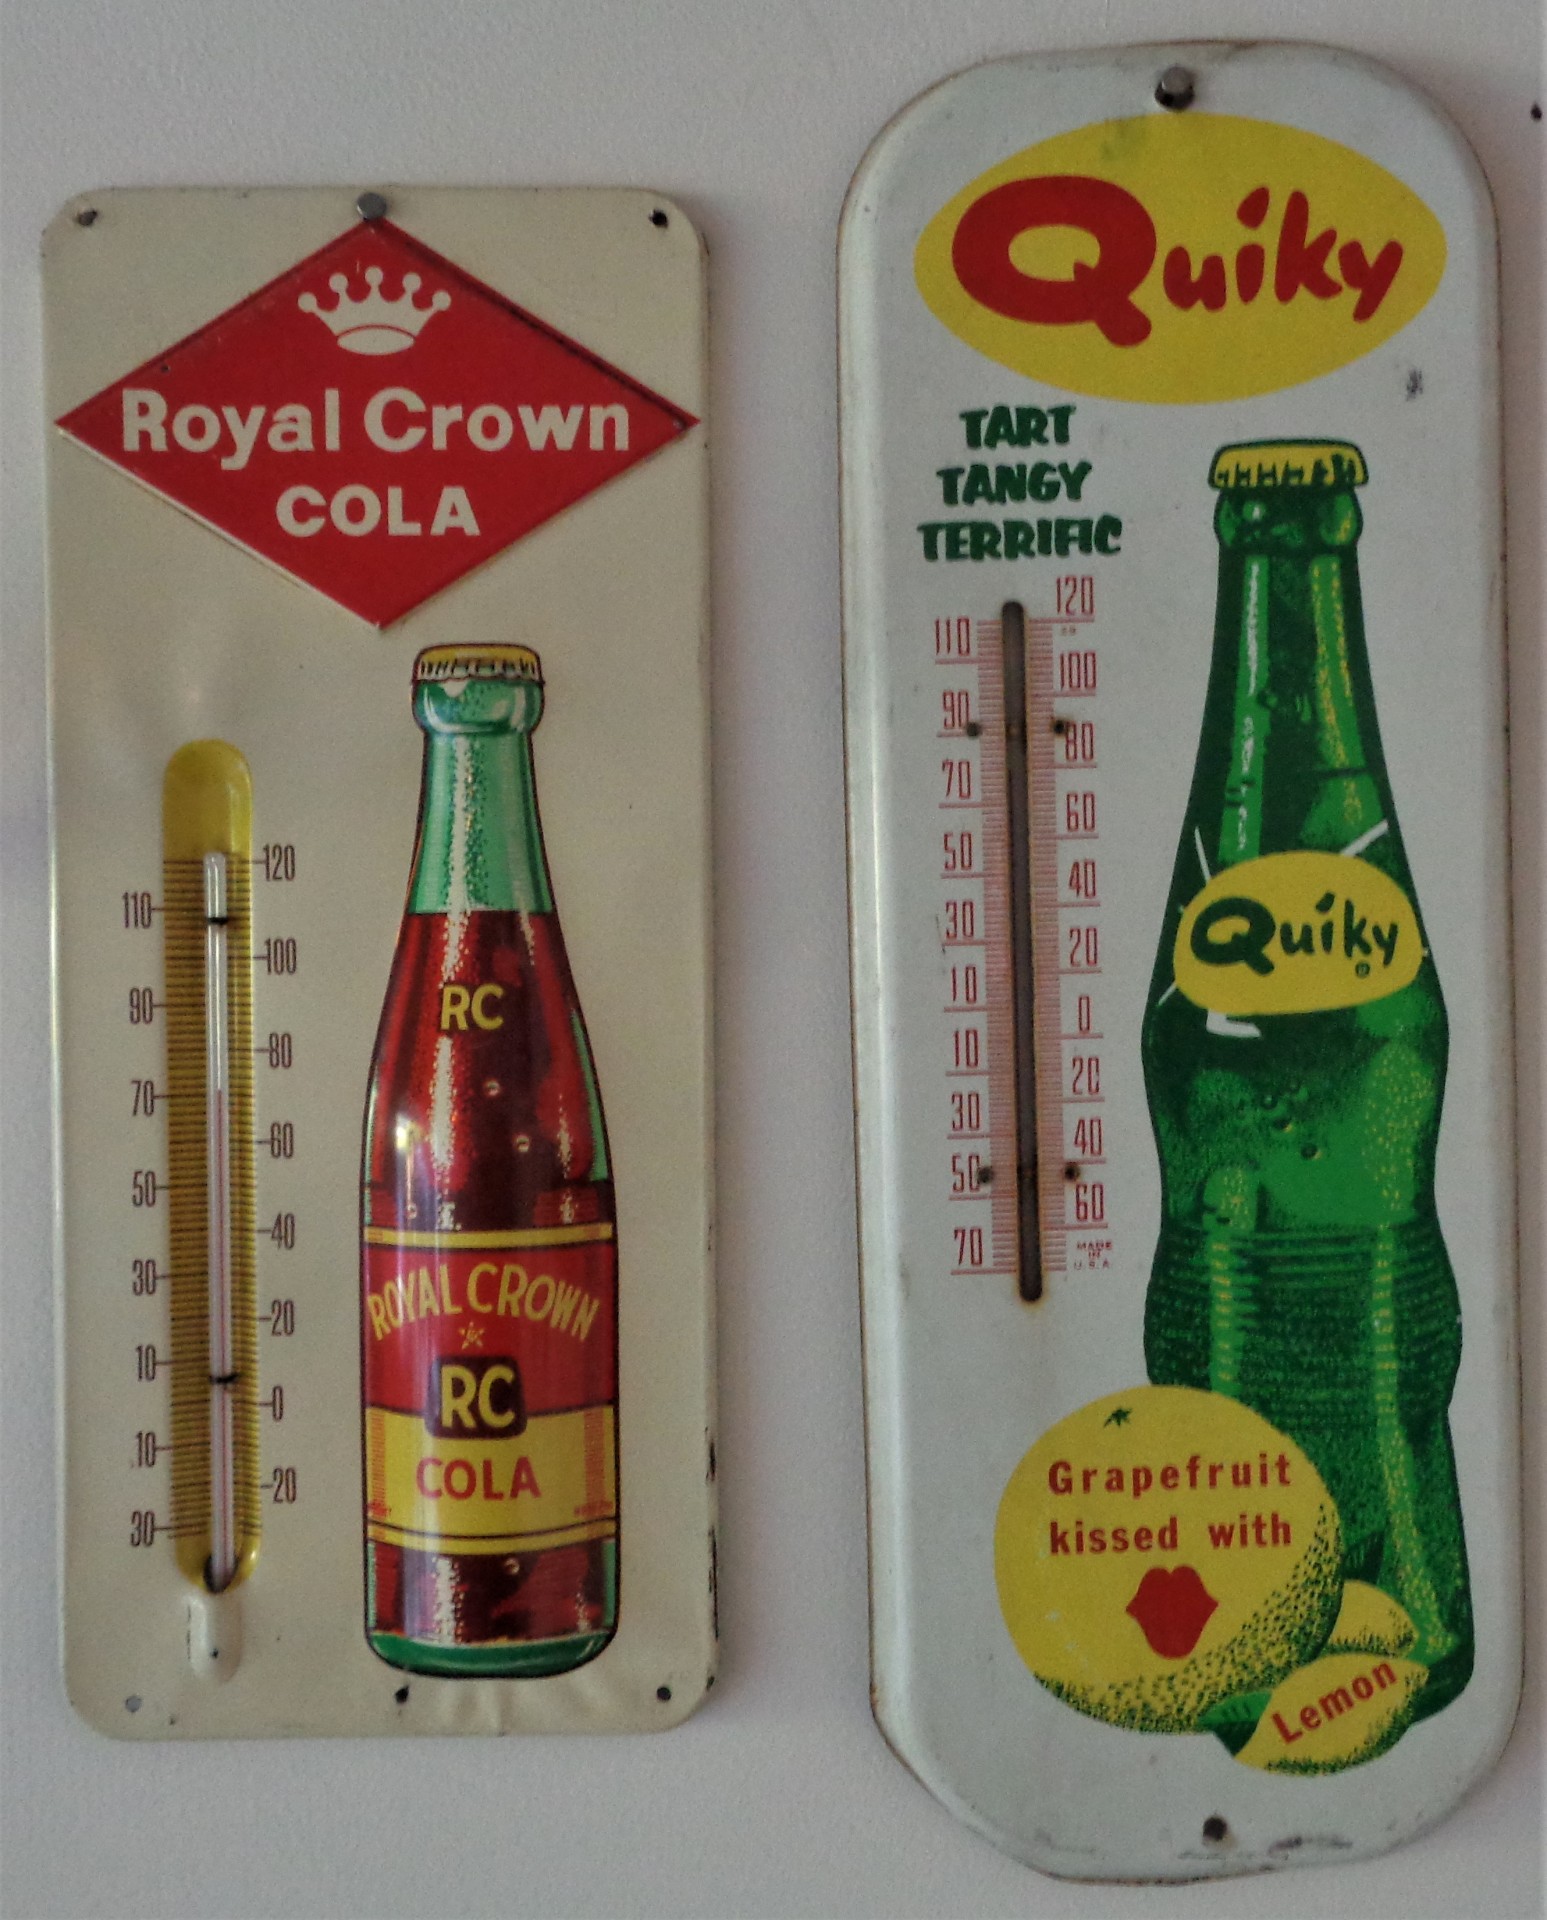 Royal Crown
COLA
120
110
100
90
80
70
60
50
40
30
20
10
0
10
20
30
RC
ROYAL CROWN
RC
COLA
Quiky
TART
TANGY
TERRIFIC
120
110
100
90
80
70
60
50
40
30
20
10
0
10
20
30
40
50
60
70
MADE
IN
U.S.A.
Quiky
Grapefruit
kissed with
Lemon